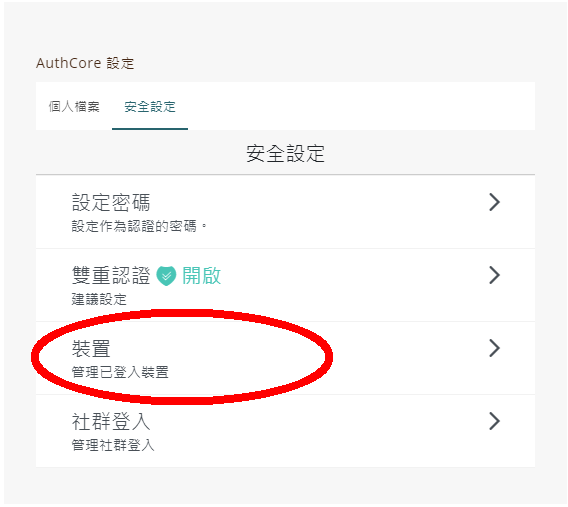 AuthCore 設定
個人檔案 安全設定
安全設定
設定密碼
設定作為認證的密碼。
雙重認證 開啟
建議設定
裝置
管理已登入裝置
社群登入
管理社群登入